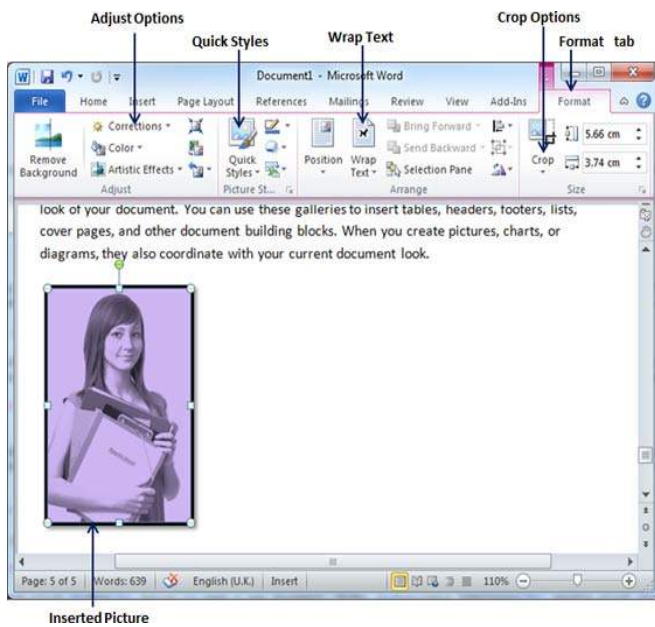 Adjust Options
Quick Styles
Wrap Text
Crop Options
Format tab
Document1 - Microsoft Word
File Home Insert Page Layout References Mailings Review View Add-Ins Format
Remove Background
Corrections
Color
Artistic Effects
Adjust
Quick Styles
Picture St...
Position
Wrap Text
Bring Forward
Send Backward
Selection Pane
Arrange
Crop
5.66 cm
3.74 cm
Size
look of your document. You can use these galleries to insert tables, headers, footers, lists,
cover pages, and other document building blocks. When you create pictures, charts, or
diagrams, they also coordinate with your current document look.
Page: 5 of 5 Words: 639 English (U.K.) Insert 110%
Inserted Picture